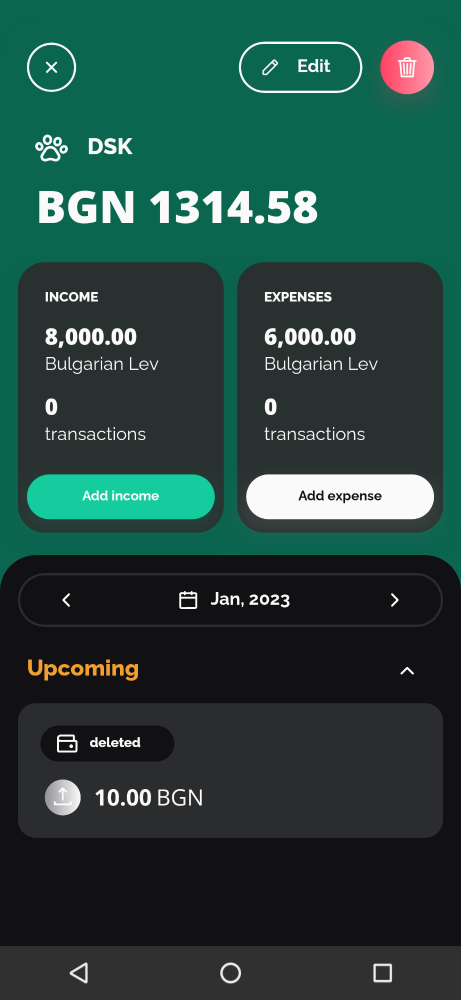 Edit
DSK
BGN 1314.58
INCOME
8,000.00
Bulgarian Lev
0
transactions
Add income
EXPENSES
6,000.00
Bulgarian Lev
0
transactions
Add expense
Jan, 2023
Upcoming
deleted
10.00 BGN